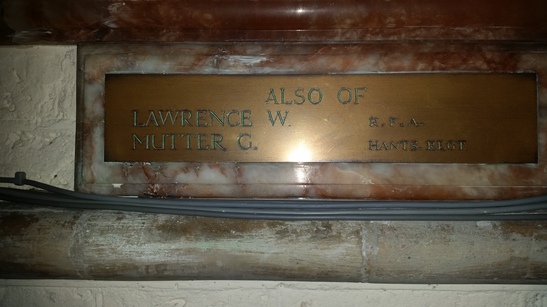 ALSO OF
LAWRENCE W. R.F.A.
MUTTER G. HANTS REGT